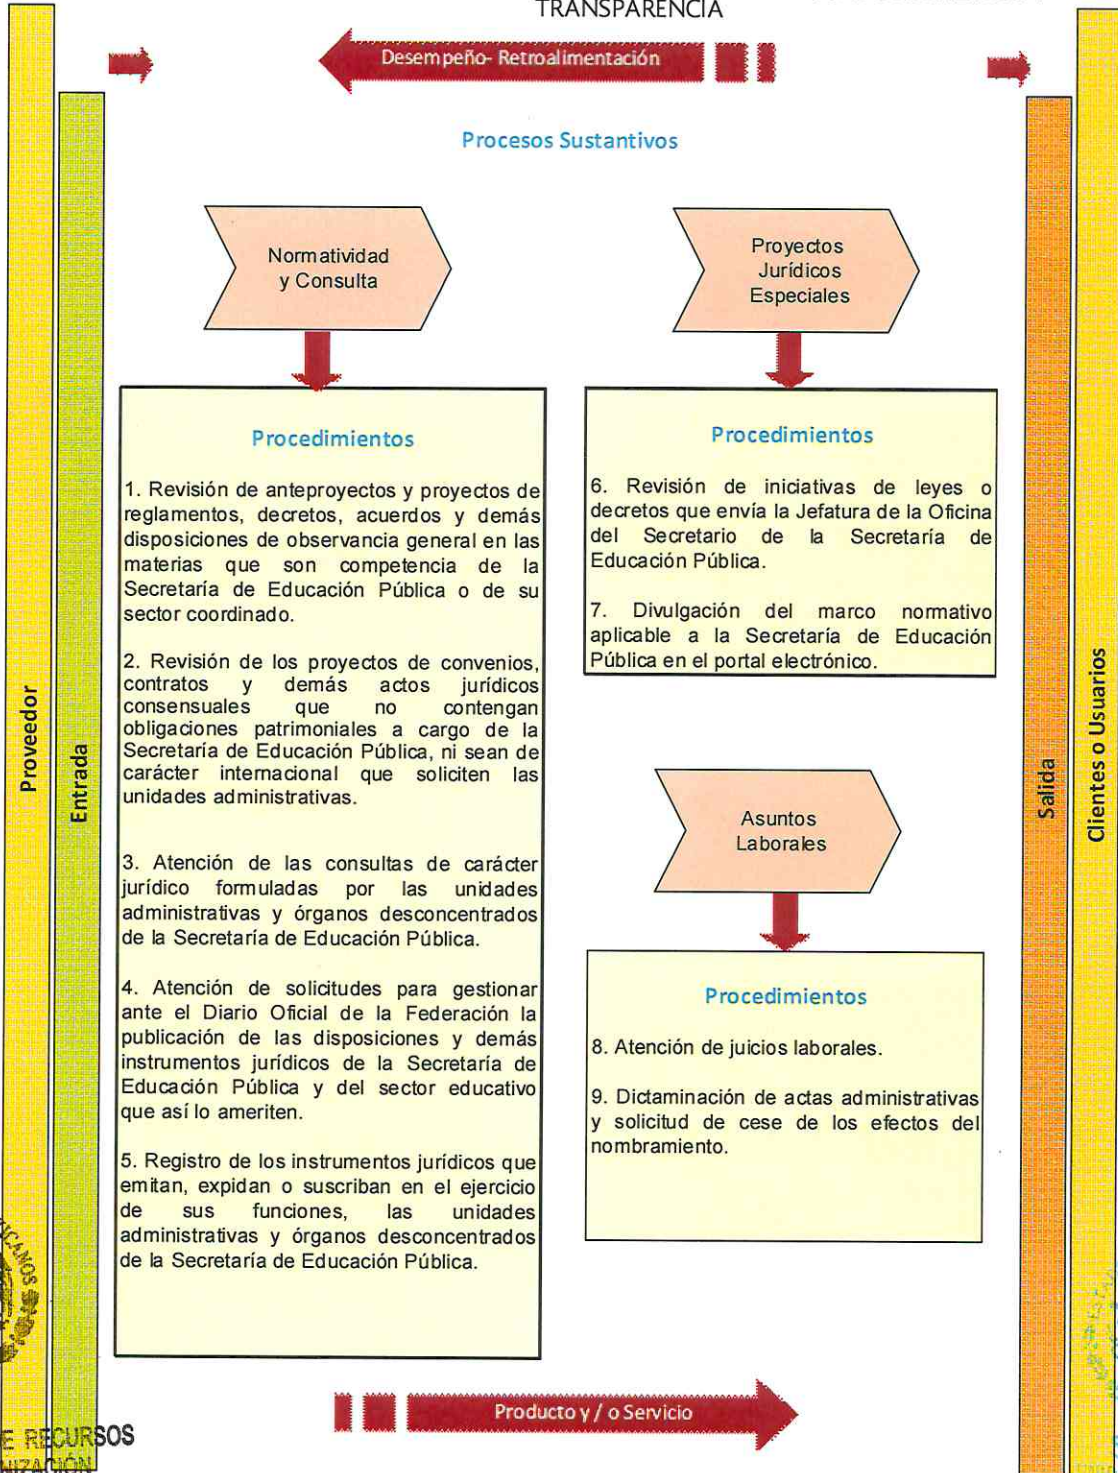 TRANSPARENCIA
Desempeño- Retroalimentación
Procesos Sustantivos
Normatividad
y Consulta
Procedimientos
1. Revisión de anteproyectos y proyectos de
reglamentos, decretos, acuerdos y demás
disposiciones de observancia general en las
materias que son competencia de la
Secretaría de Educación Pública o de su
sector coordinado.
2. Revisión de los proyectos de convenios,
contratos y demás actos jurídicos
consensuales que no contengan
obligaciones patrimoniales a cargo de la
Secretaría de Educación Pública, ni sean de
carácter internacional que soliciten las
unidades administrativas.
3. Atención de las consultas de carácter
jurídico formuladas por las unidades
administrativas y órganos desconcentrados
de la Secretaría de Educación Pública.
4. Atención de solicitudes para gestionar
ante el Diario Oficial de la Federación la
publicación de las disposiciones y demás
instrumentos jurídicos de la Secretaría de
Educación Pública y del sector educativo
que así lo ameriten.
5. Registro de los instrumentos jurídicos que
emitan, expidan o suscriban en el ejercicio
de sus funciones, las unidades
administrativas y órganos desconcentrados
de la Secretaría de Educación Pública.
Proyectos
Jurídicos
Especiales
Procedimientos
6. Revisión de iniciativas de leyes o
decretos que envía la Jefatura de la Oficina
del Secretario de la Secretaría de
Educación Pública.
7. Divulgación del marco normativo
aplicable a la Secretaría de Educación
Pública en el portal electrónico.
Asuntos
Laborales
Procedimientos
8. Atención de juicios laborales.
9. Dictaminación de actas administrativas
y solicitud de cese de los efectos del
nombramiento.
Proveedor
Entrada
Salida
Clientes o Usuarios
Producto y / o Servicio
E RECURSOS